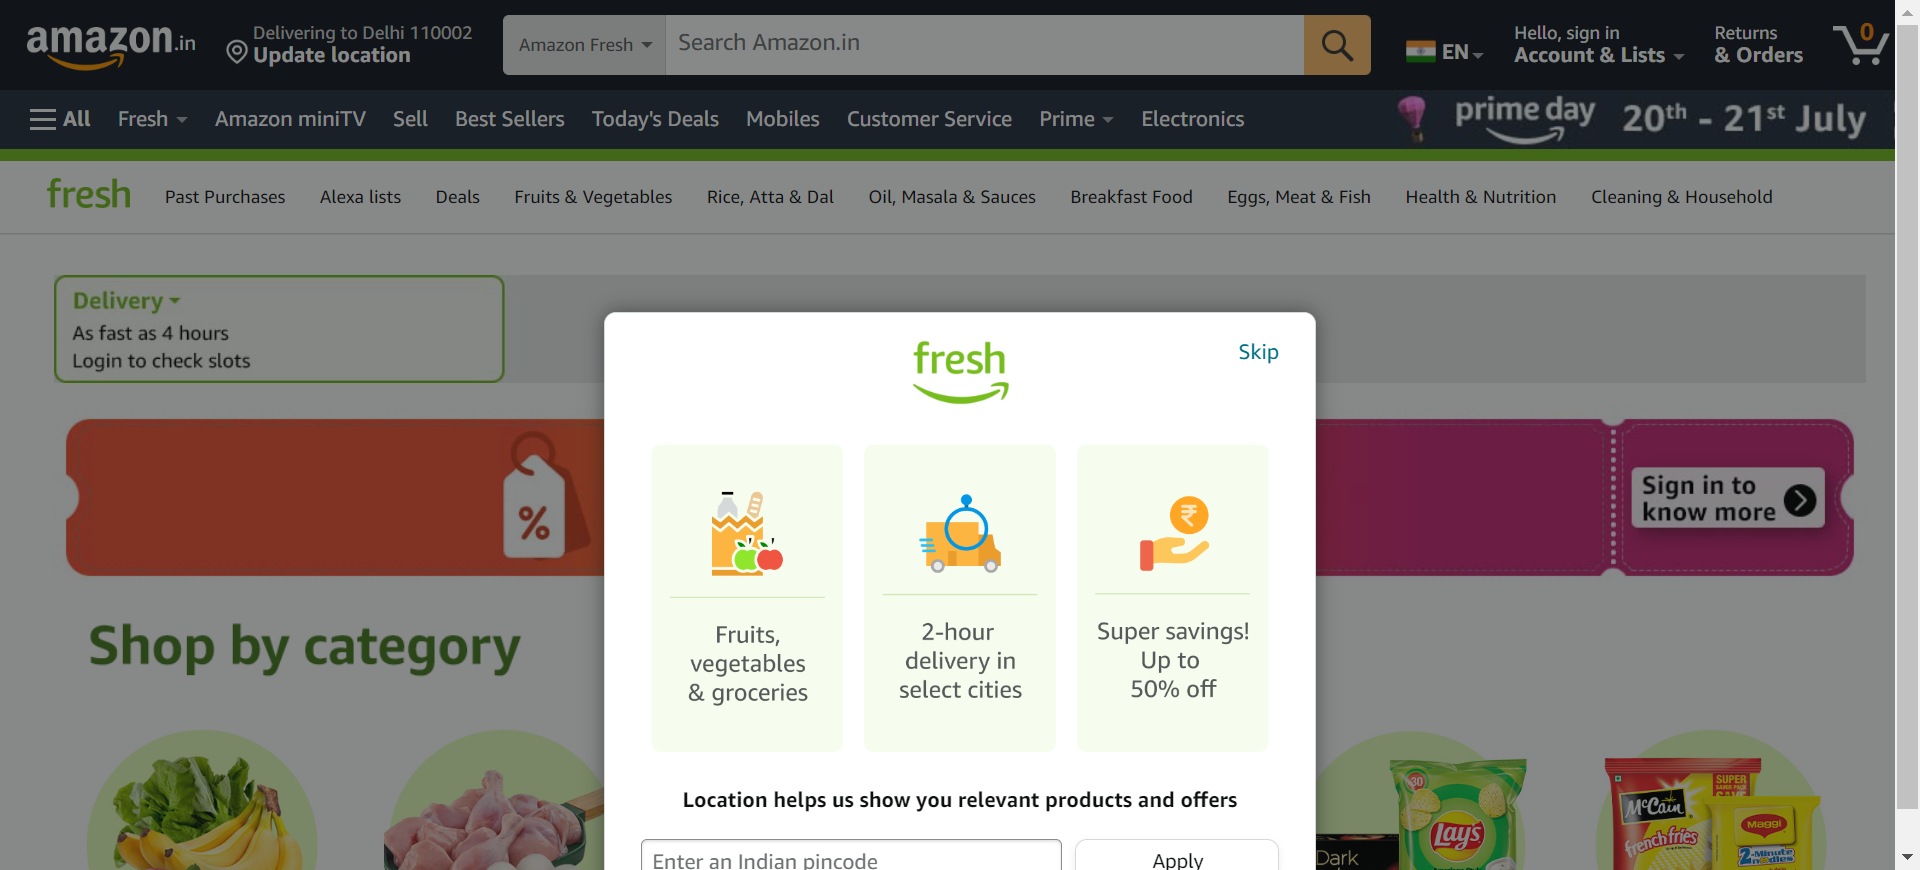 amazon.in
Delivering to Delhi 110002
Update location
Amazon Fresh
Search Amazon.in
EN
Hello, sign in
Account & Lists
Returns
& Orders
0
All
Fresh
Amazon miniTV
Sell
Best Sellers
Today's Deals
Mobiles
Customer Service
Prime
Electronics
prime day
20th - 21st July
fresh
Past Purchases
Alexa lists
Deals
Fruits & Vegetables
Rice, Atta & Dal
Oil, Masala & Sauces
Breakfast Food
Eggs, Meat & Fish
Health & Nutrition
Cleaning & Household
Delivery
As fast as 4 hours
Login to check slots
fresh
Skip
%
Sign in to
know more
₹
Fruits,
vegetables
& groceries
2-hour
delivery in
select cities
Super savings!
Up to
50% off
Shop by category
Location helps us show you relevant products and offers
Enter an Indian pincode
Apply
Dark
₹30
Lay's
McCain
french fries
SUPER
SAVER PACK
SAVE
Maggi
2-Minute
noodles